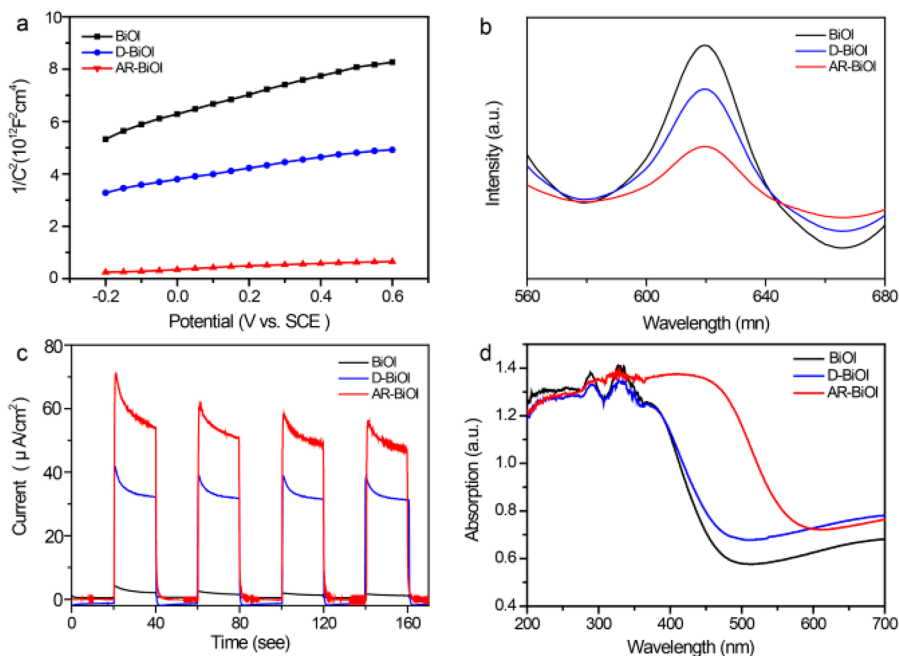 a
BiOI
D-BiOI
AR-BiOI
10
8
6
4
2
0
1/C²(10¹²F⁻²cm⁴)
-0.2 0.0 0.2 0.4 0.6
Potential (V vs. SCE )
b
BiOI
D-BiOI
AR-BiOI
Intensity (a.u.)
560 600 640 680
Wavelength (mn)
c
BiOI
D-BiOI
AR-BiOI
80
60
40
20
0
Current ( μA/cm²)
0 40 80 120 160
Time (see)
d
BiOI
D-BiOI
AR-BiOI
1.4
1.2
1.0
0.8
0.6
0.4
Absorption (a.u.)
200 300 400 500 600 700
Wavelength (nm)